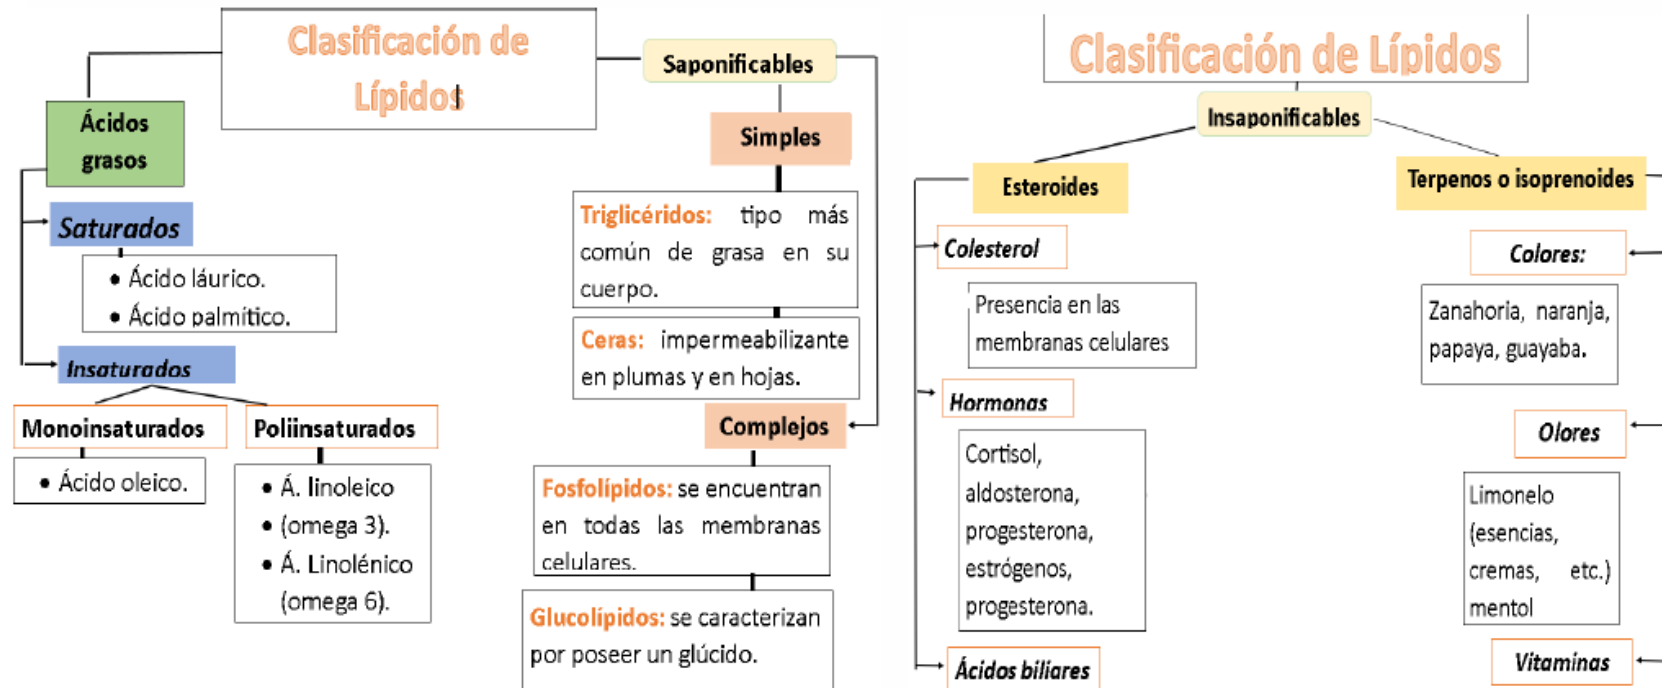 Clasificación de
Lípidos
Ácidos
grasos
Saturados
• Ácido láurico.
• Ácido palmítico.
Insaturados
Monoinsaturados
• Ácido oleico.
Poliinsaturados
• Á. linoleico
• (omega 3).
• Á. Linolénico
(omega 6).
Saponificables
Simples
Triglicéridos: tipo más
común de grasa en su
cuerpo.
Ceras: impermeabilizante
en plumas y en hojas.
Complejos
Fosfolípidos: se encuentran
en todas las membranas
celulares.
Glucolípidos: se caracterizan
por poseer un glúcido.
Clasificación de Lípidos
Insaponificables
Esteroides
Colesterol
Presencia en las
membranas celulares
Hormonas
Cortisol,
aldosterona,
progesterona,
estrógenos,
progesterona.
Ácidos biliares
Terpenos o isoprenoides
Colores:
Zanahoria, naranja,
papaya, guayaba.
Olores
Limonelo
(esencias,
cremas, etc.)
mentol
Vitaminas